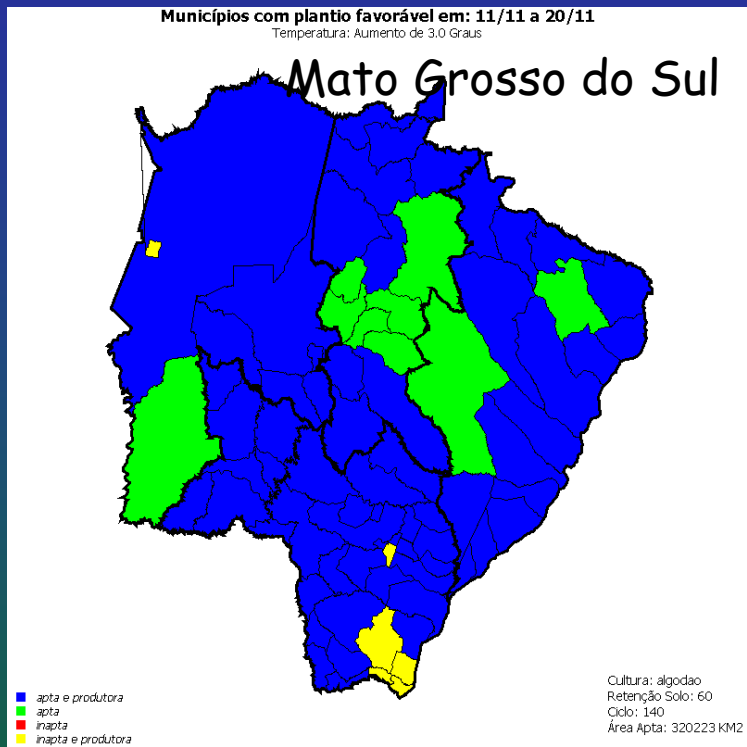 Municípios com plantio favorável em: 11/11 a 20/11
Temperatura: Aumento de 3.0 Graus
Mato Grosso do Sul
apta e produtora
apta
inapta
inapta e produtora
Cultura: algodao
Retenção Solo: 60
Ciclo: 140
Área Apta: 320223 KM2